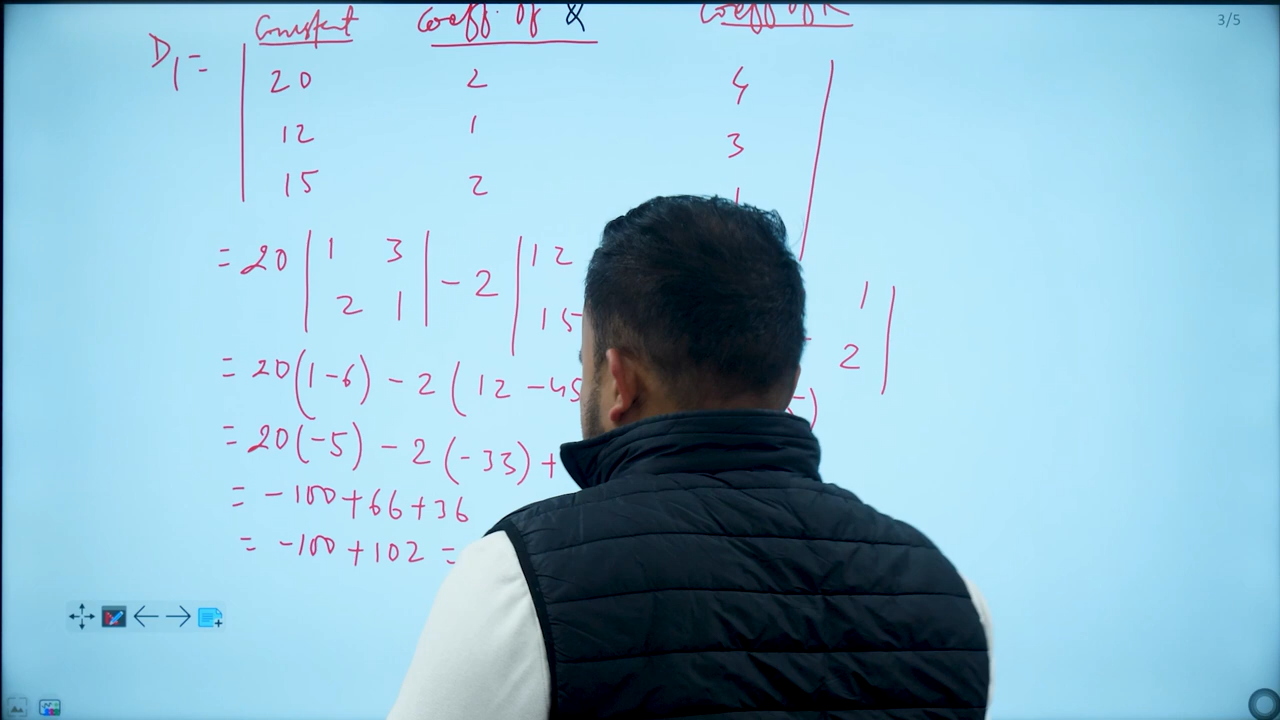 3/5
Constant Coeff. of
D1 =
20 2 4
12 1 3
15 2
= 20 | 1 3 | - 2 | 12
2 1 15 1
2 |
= 20(1-6) - 2(12 -45 )
= 20(-5) - 2(-33) +
= -100+66+36
= -100+102 =